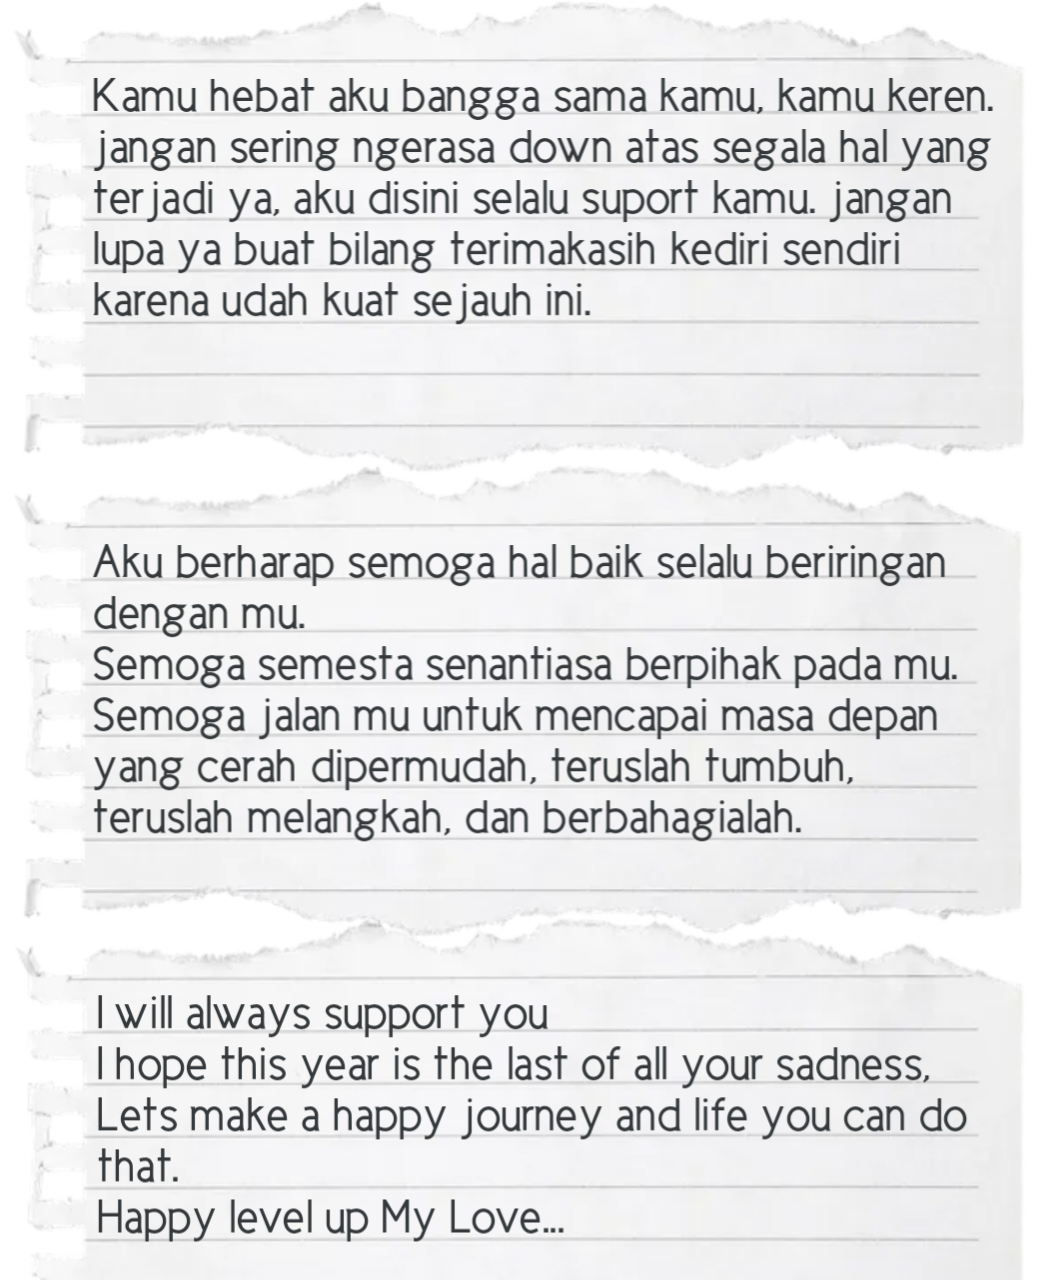 Kamu hebat aku bangga sama kamu, kamu keren.
jangan sering ngerasa down atas segala hal yang
terjadi ya, aku disini selalu suport kamu. jangan
lupa ya buat bilang terimakasih kediri sendiri
karena udah kuat sejauh ini.
Aku berharap semoga hal baik selalu beriringan
dengan mu.
Semoga semesta senantiasa berpihak pada mu.
Semoga jalan mu untuk mencapai masa depan
yang cerah dipermudah, teruslah tumbuh,
teruslah melangkah, dan berbahagialah.
I will always support you
I hope this year is the last of all your sadness,
Lets make a happy journey and life you can do
that.
Happy level up My Love...